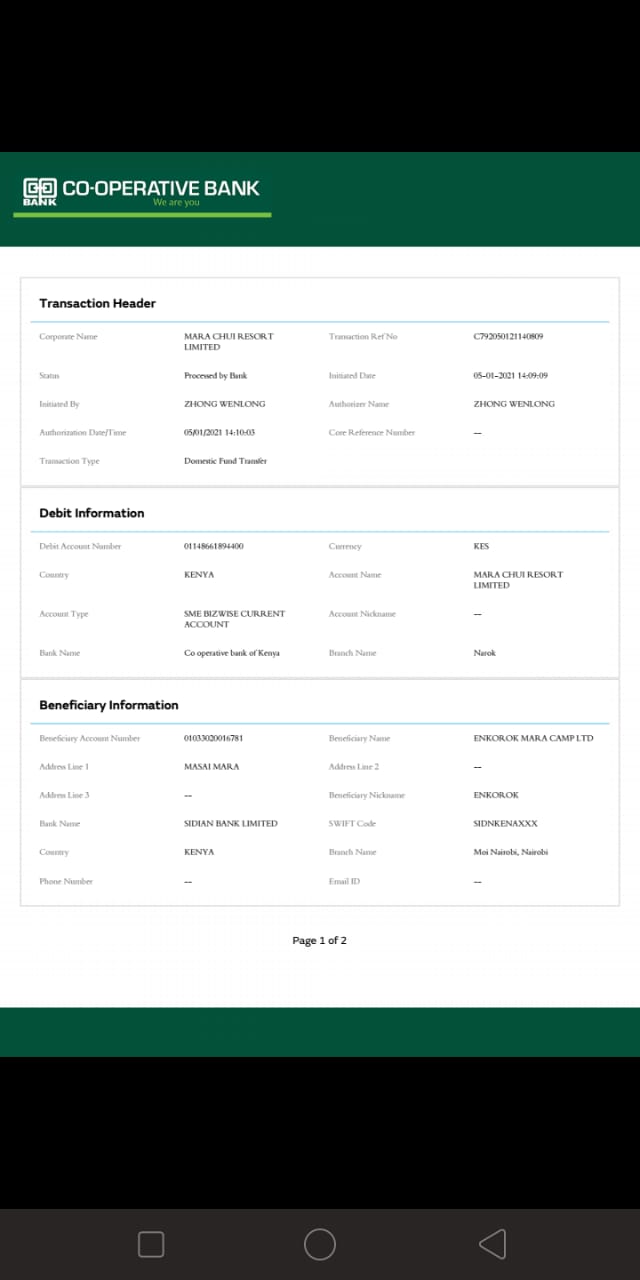 CO-OPERATIVE BANK
BANK
We are you
Transaction Header
Corporate Name MARA CHUI RESORT LIMITED Transaction Ref No C792050121140809
Status Processed by Bank Initiated Date 05-01-2021 14:09:09
Initiated By ZHONG WENLONG Authorizer Name ZHONG WENLONG
Authorization Date/Time 05/01/2021 14:10:03 Core Reference Number --
Transaction Type Domestic Fund Transfer
Debit Information
Debit Account Number 01148661894400 Currency KES
Country KENYA Account Name MARA CHUI RESORT LIMITED
Account Type SME BIZWISE CURRENT ACCOUNT Account Nickname --
Bank Name Co operative bank of Kenya Branch Name Narok
Beneficiary Information
Beneficiary Account Number 01033020016781 Beneficiary Name ENKOROK MARA CAMP LTD
Address Line 1 MASAI MARA Address Line 2 --
Address Line 3 -- Beneficiary Nickname ENKOROK
Bank Name SIDIAN BANK LIMITED SWIFT Code SIDNKENAXXX
Country KENYA Branch Name Moi Nairobi, Nairobi
Phone Number -- Email ID --
Page 1 of 2